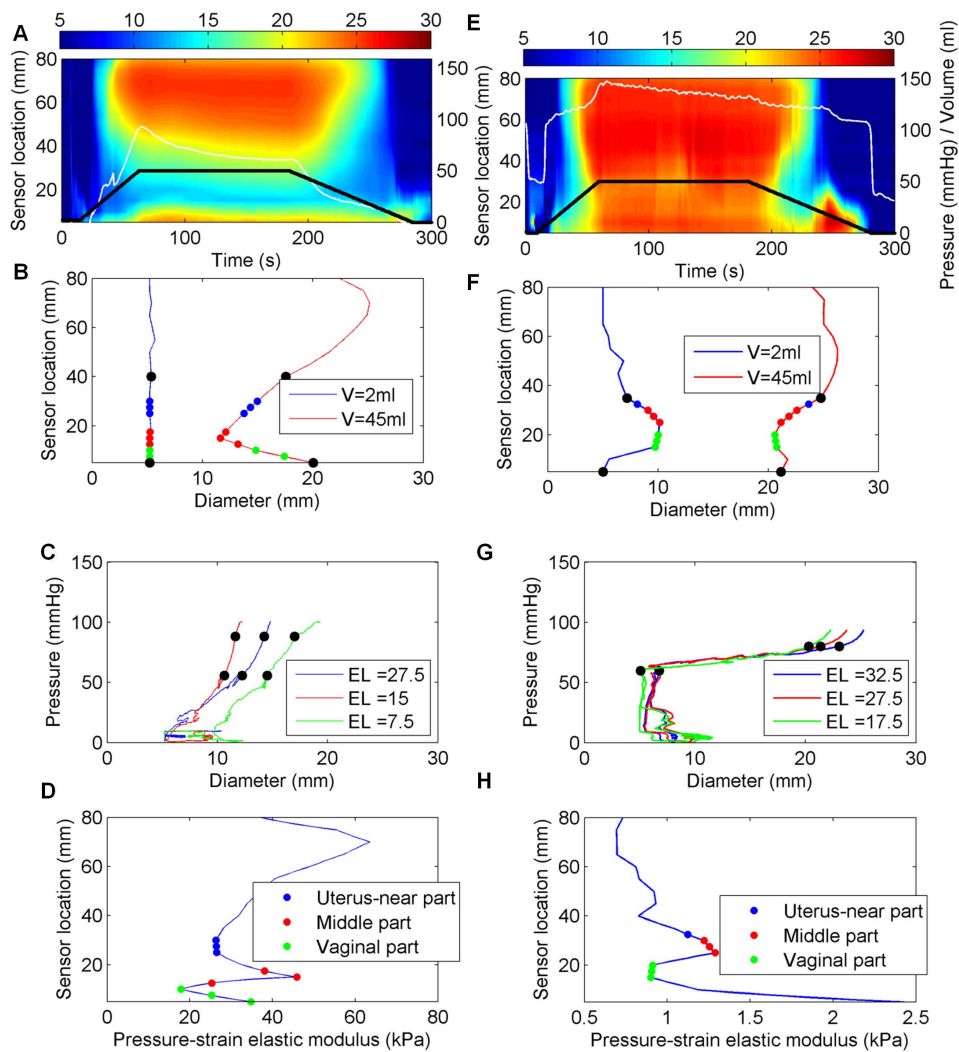 A
5 10 15 20 25 30
Sensor location (mm)
80
60
40
20
150
100
50
0
0 100 200 300
Time (s)
E
5 10 15 20 25 30
Sensor location (mm)
80
60
40
20
150
100
50
0
Pressure (mmHg) / Volume (ml)
0 100 200 300
Time (s)
B
Sensor location (mm)
80
60
40
20
0
V=2ml
V=45ml
0 10 20 30
Diameter (mm)
F
Sensor location (mm)
80
60
40
20
0
V=2ml
V=45ml
0 10 20 30
Diameter (mm)
C
Pressure (mmHg)
150
100
50
0
EL =27.5
EL =15
EL =7.5
0 10 20 30
Diameter (mm)
G
Pressure (mmHg)
150
100
50
0
EL =32.5
EL =27.5
EL =17.5
0 10 20 30
Diameter (mm)
D
Sensor location (mm)
80
60
40
20
0
Uterus-near part
Middle part
Vaginal part
0 20 40 60 80
Pressure-strain elastic modulus (kPa)
H
Sensor location (mm)
80
60
40
20
0
Uterus-near part
Middle part
Vaginal part
0.5 1 1.5 2 2.5
Pressure-strain elastic modulus (kPa)